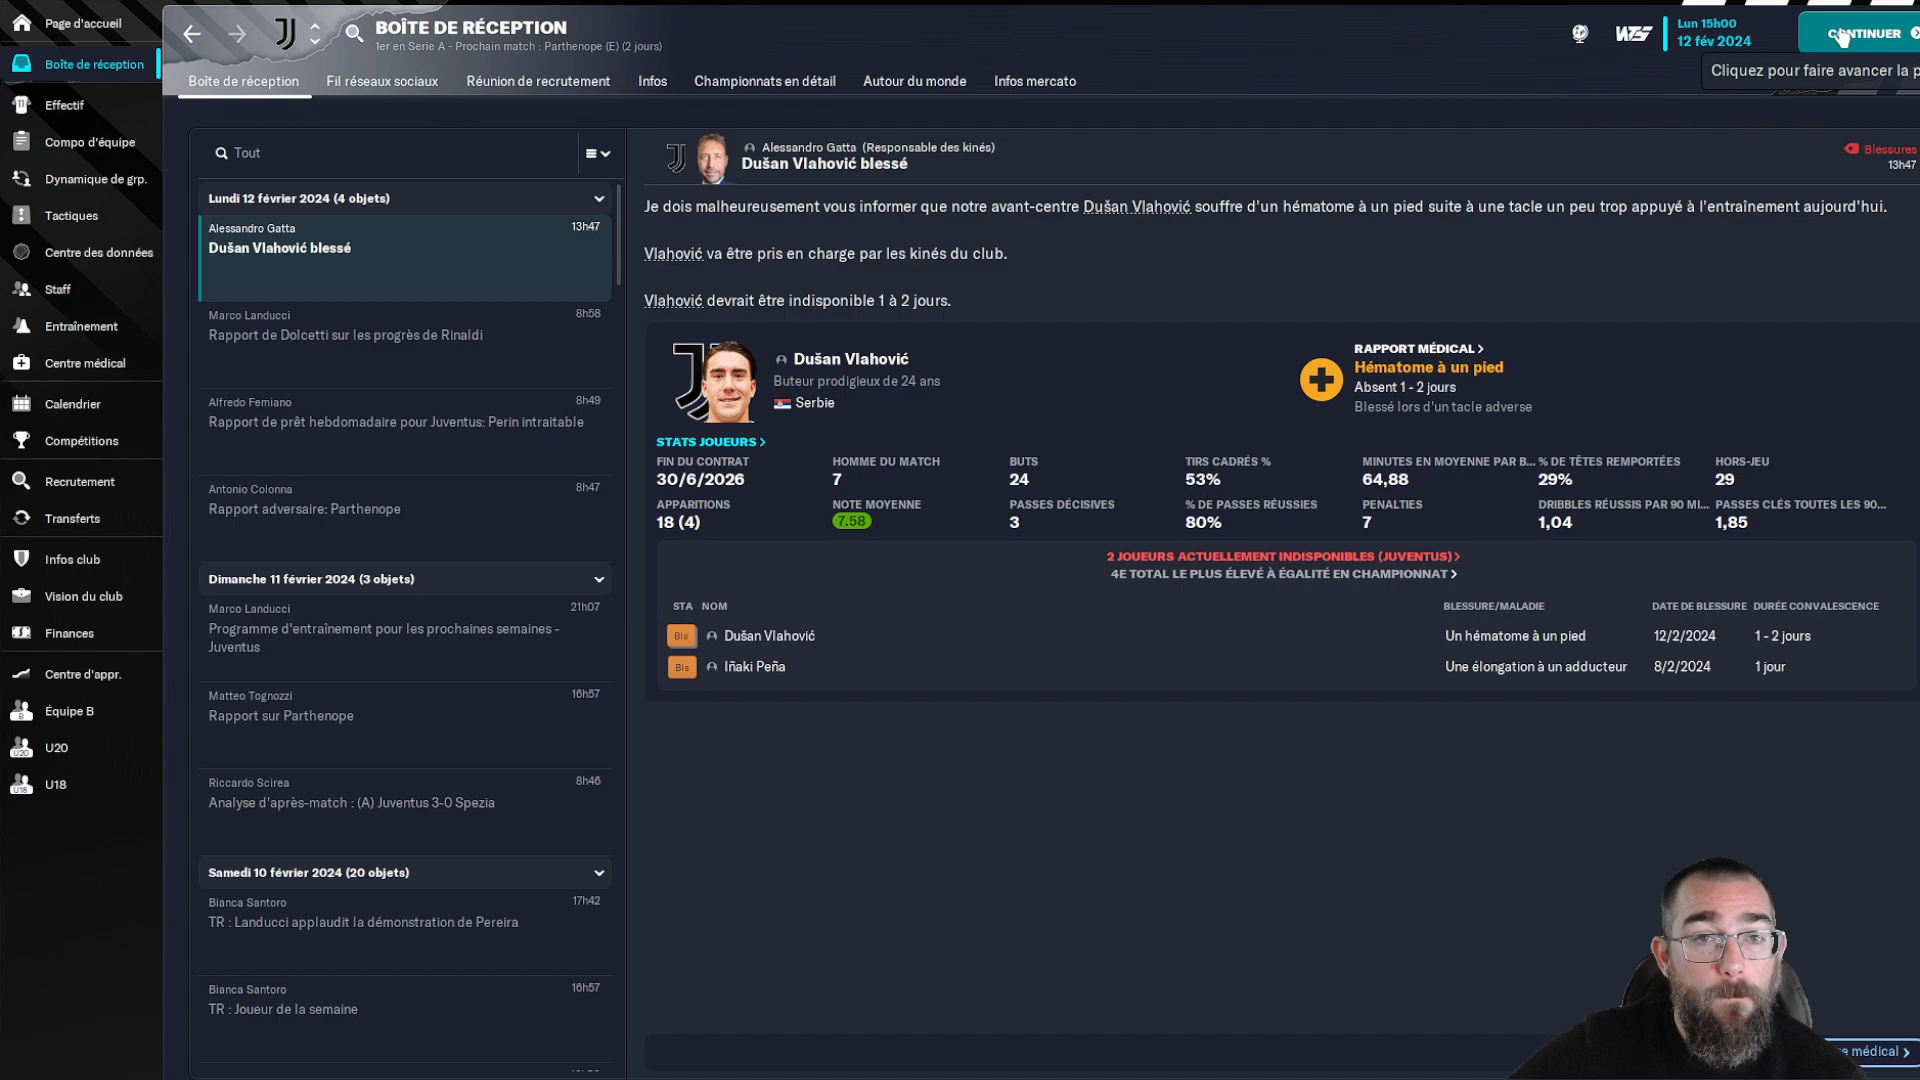 Page d'accueil
Boîte de réception
Effectif
Compo d'équipe
Dynamique de grp.
Tactiques
Centre des données
Staff
Entraînement
Centre médical
Calendrier
Compétitions
Recrutement
Transferts
Infos club
Vision du club
Finances
Centre d'appr.
Équipe B
U20
U18
BOÎTE DE RÉCEPTION
1er en Serie A - Prochain match : Parthenope (E) (2 jours)
Lun 15h00
12 fév 2024
CONTINUER
Cliquez pour faire avancer la p
Boîte de réception Fil réseaux sociaux Réunion de recrutement Infos Championnats en détail Autour du monde Infos mercato
Tout
Lundi 12 février 2024 (4 objets)
Alessandro Gatta 13h47
Dušan Vlahović blessé
Marco Landucci 8h58
Rapport de Dolcetti sur les progrès de Rinaldi
Alfredo Femiano 8h49
Rapport de prêt hebdomadaire pour Juventus: Perin intraitable
Antonio Colonna 8h47
Rapport adversaire: Parthenope
Dimanche 11 février 2024 (3 objets)
Marco Landucci 21h07
Programme d'entraînement pour les prochaines semaines -
Juventus
Matteo Tognozzi 16h57
Rapport sur Parthenope
Riccardo Scirea 8h46
Analyse d'après-match : (A) Juventus 3-0 Spezia
Samedi 10 février 2024 (20 objets)
Bianca Santoro 17h42
TR : Landucci applaudit la démonstration de Pereira
Bianca Santoro 16h57
TR : Joueur de la semaine
Alessandro Gatta (Responsable des kinés)
Dušan Vlahović blessé
Blessures
13h47
Je dois malheureusement vous informer que notre avant-centre Dušan Vlahović souffre d'un hématome à un pied suite à une tacle un peu trop appuyé à l'entraînement aujourd'hui.
Vlahović va être pris en charge par les kinés du club.
Vlahović devrait être indisponible 1 à 2 jours.
Dušan Vlahović
Buteur prodigieux de 24 ans
Serbie
RAPPORT MÉDICAL
Hématome à un pied
Absent 1 - 2 jours
Blessé lors d'un tacle adverse
STATS JOUEURS
FIN DU CONTRAT HOMME DU MATCH BUTS TIRS CADRÉS % MINUTES EN MOYENNE PAR B... % DE TÊTES REMPORTÉES HORS-JEU
30/6/2026 7 24 53% 64,88 29% 29
APPARITIONS NOTE MOYENNE PASSES DÉCISIVES % DE PASSES RÉUSSIES PENALTIES DRIBBLES RÉUSSIS PAR 90 MI... PASSES CLÉS TOUTES LES 90...
18 (4) 7.58 3 80% 7 1,04 1,85
2 JOUEURS ACTUELLEMENT INDISPONIBLES (JUVENTUS)
4E TOTAL LE PLUS ÉLEVÉ À ÉGALITÉ EN CHAMPIONNAT
STA NOM BLESSURE/MALADIE DATE DE BLESSURE DURÉE CONVALESCENCE
Bls Dušan Vlahović Un hématome à un pied 12/2/2024 1 - 2 jours
Bls Iñaki Peña Une élongation à un adducteur 8/2/2024 1 jour
médical